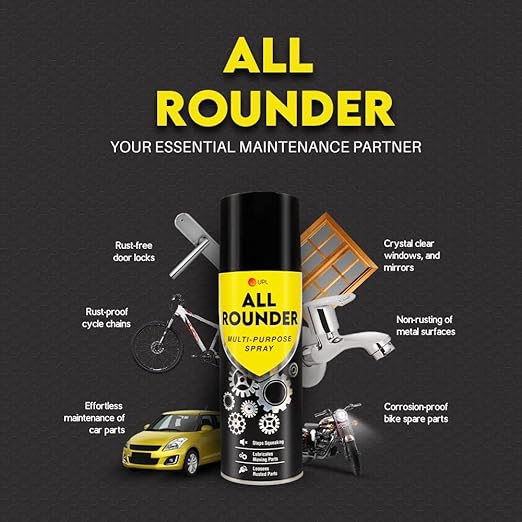 ALL
ROUNDER
YOUR ESSENTIAL MAINTENANCE PARTNER
Rust-free
door locks
Crystal clear
windows, and
mirrors
Rust-proof
cycle chains
Non-rusting of
metal surfaces
Effortless
maintenance of
car parts
Corrosion-proof
bike spare parts
UPL
ALL
ROUNDER
MULTI-PURPOSE
SPRAY
Stops Squeaking
Lubricates
Moving Parts
Loosens
Rusted Parts